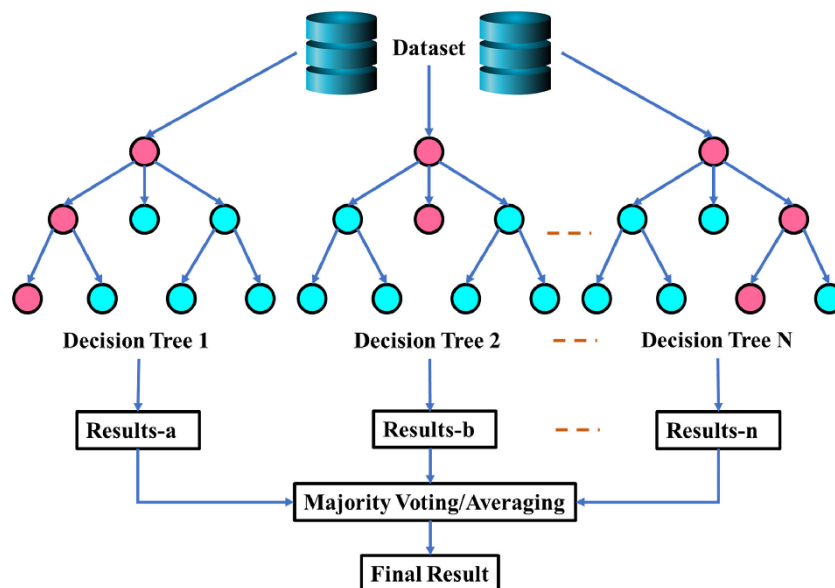 Dataset
Decision Tree 1
Decision Tree 2
Decision Tree N
Results-a
Results-b
Results-n
Majority Voting/Averaging
Final Result